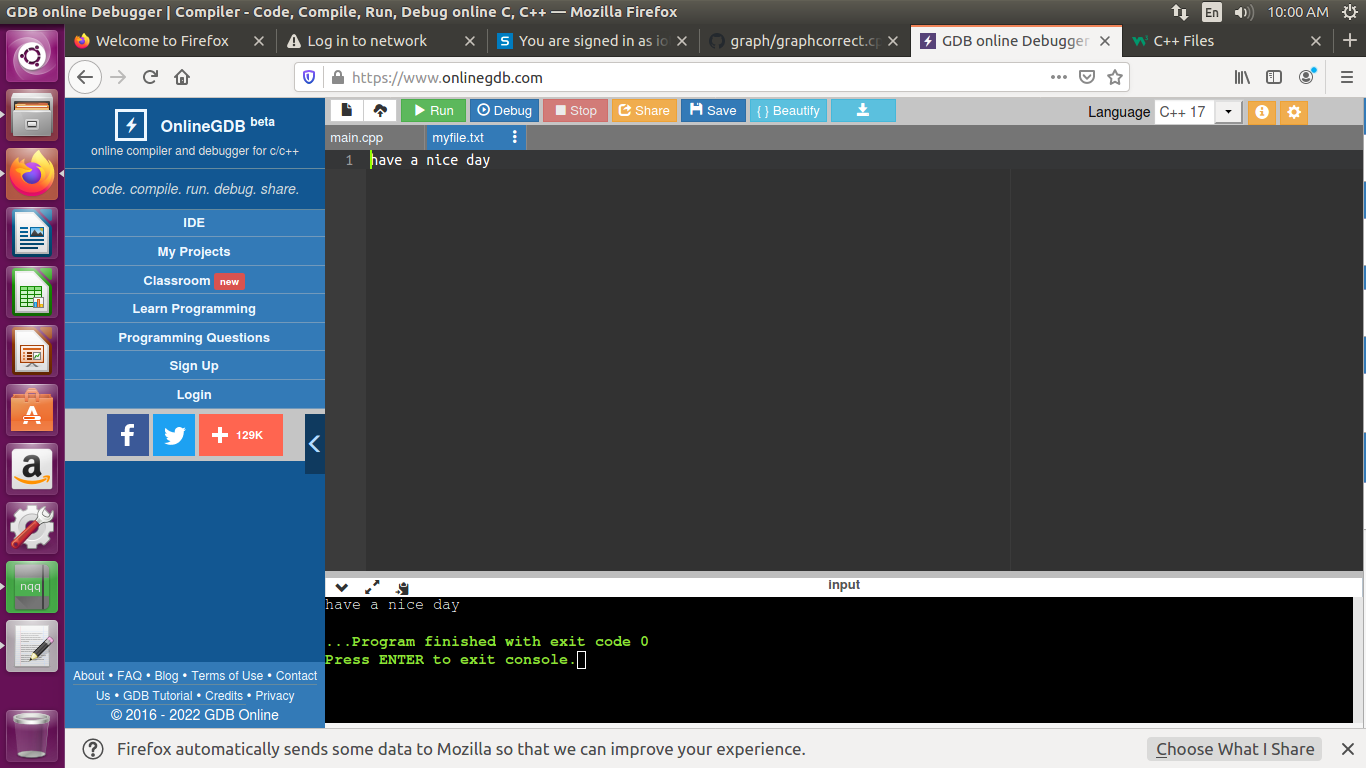 GDB online Debugger | Compiler - Code, Compile, Run, Debug online C, C++ — Mozilla Firefox
En
10:00 AM
Welcome to Firefox
Log in to network
S You are signed in as io
graph/graphcorrect.cp
GDB online Debugger
C++ Files
https://www.onlinegdb.com
OnlineGDB beta
online compiler and debugger for c/c++
code. compile. run. debug. share.
IDE
My Projects
Classroom new
Learn Programming
Programming Questions
Sign Up
Login
129K
About • FAQ • Blog • Terms of Use • Contact
Us • GDB Tutorial • Credits • Privacy
© 2016 - 2022 GDB Online
Run
Debug
Stop
Share
Save
{ } Beautify
Language C++ 17
main.cpp
myfile.txt
1 have a nice day
input
have a nice day
...Program finished with exit code 0
Press ENTER to exit console.
nqq
Firefox automatically sends some data to Mozilla so that we can improve your experience.
Choose What I Share